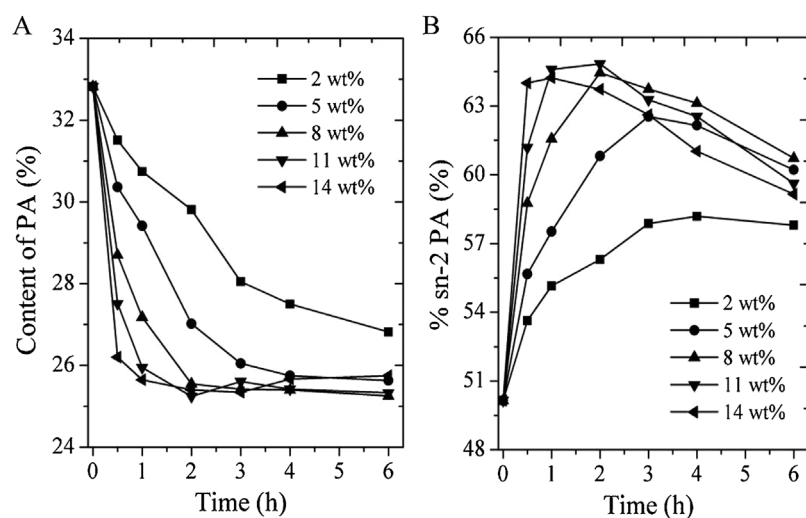 A
Content of PA (%)
34
32
30
28
26
24
33
2 wt%
5 wt%
8 wt%
11 wt%
14 wt%
0 1 2 3 4 5 6
Time (h)
B
% sn-2 PA (%)
66
63
60
57
54
51
48
2 wt%
5 wt%
8 wt%
11 wt%
14 wt%
0 1 2 3 4 5 6
Time (h)